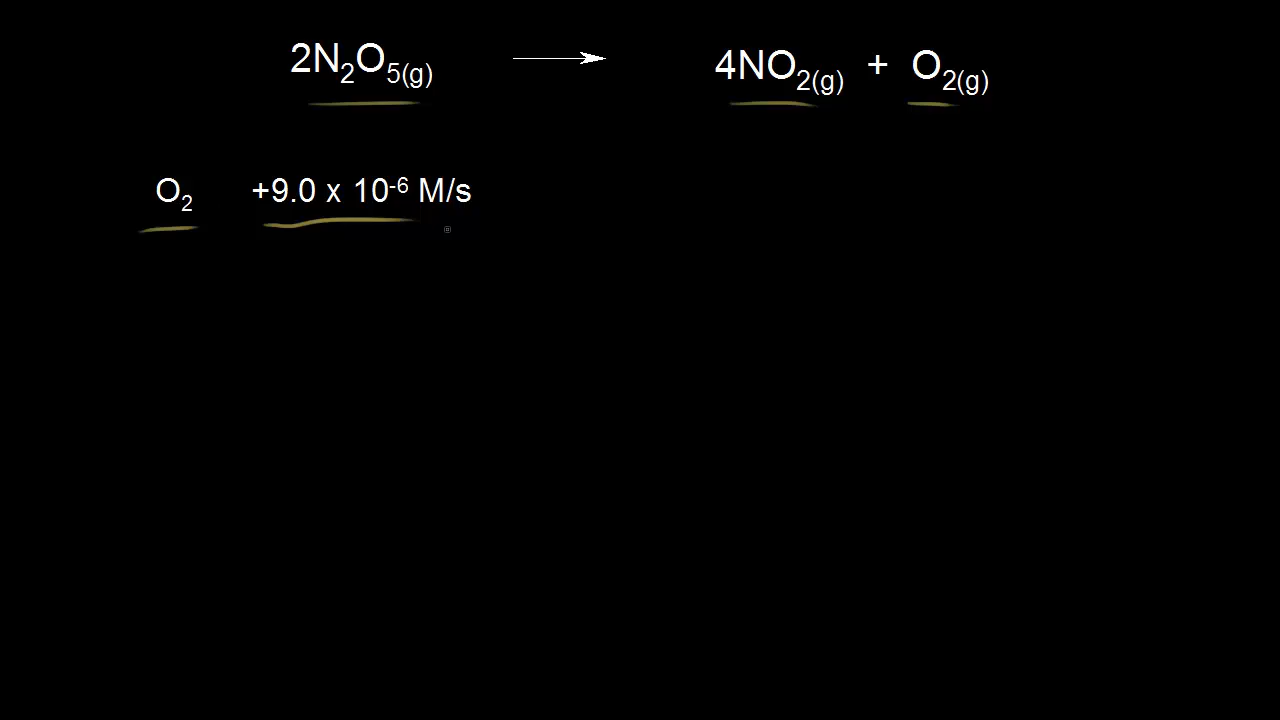 2N₂O₅(g) → 4NO₂(g) + O₂(g)
O₂ +9.0 x 10⁻⁶ M/s